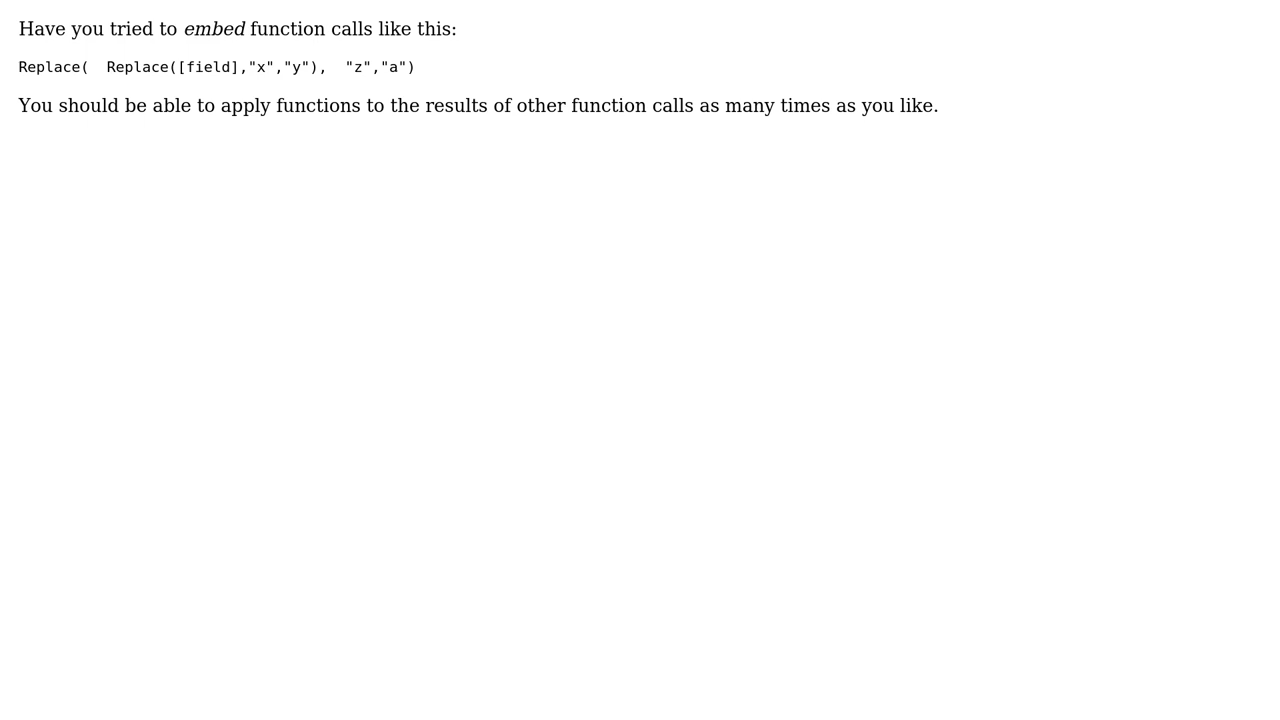 Have you tried to embed function calls like this:
Replace(  Replace([field],"x","y"),  "z","a")
You should be able to apply functions to the results of other function calls as many times as you like.